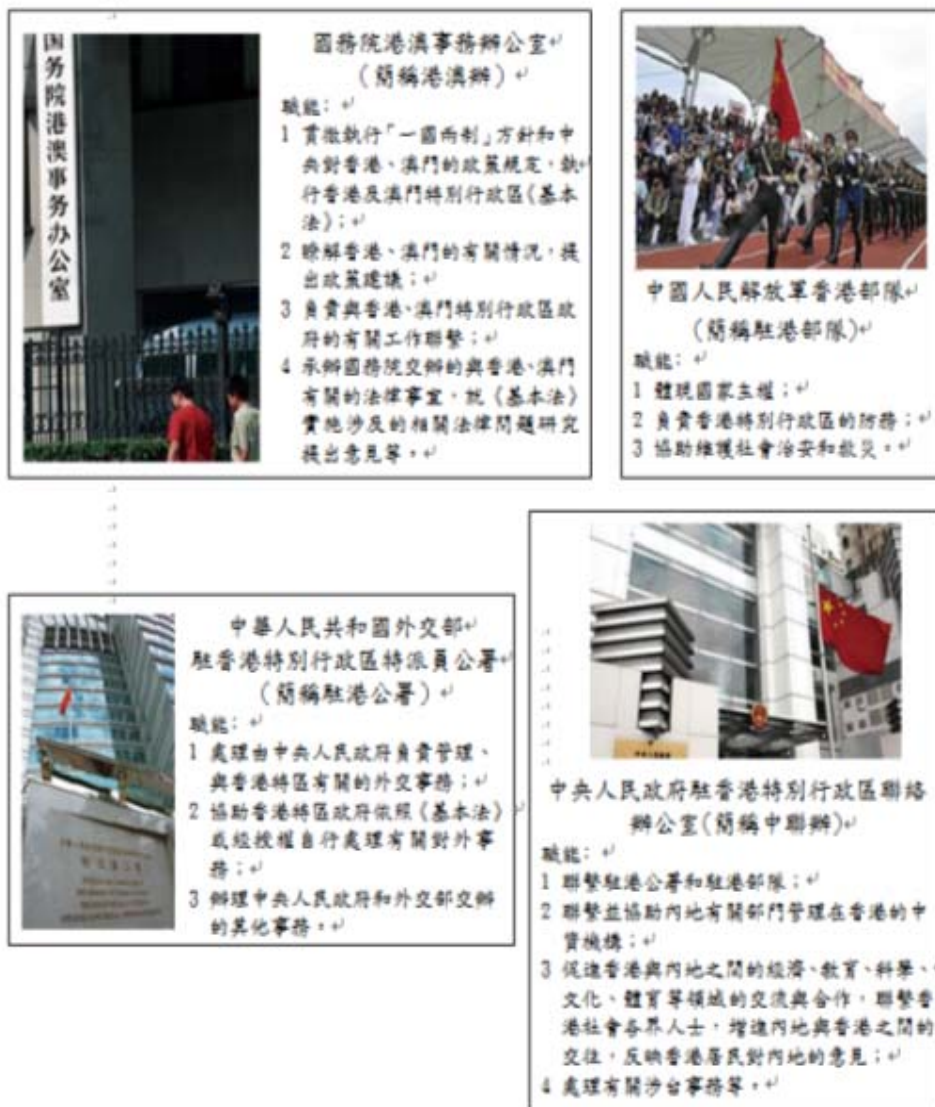 国务院港澳事务办公室
國務院港澳事務辦公室
(簡稱港澳辦)
職能：
1 貫徹執行「一國兩制」方針和中
央對香港、澳門的政策規定，執
行香港及澳門特別行政區《基本
法》；
2 瞭解香港、澳門的有關情況，提
出政策建議；
3 負責與香港、澳門特別行政區政
府的有關工作聯繫；
4 承辦國務院交辦的與香港、澳門
有關的法律事宜，就《基本法》
實施涉及的相關法律問題研究
提出意見等。
中國人民解放軍香港部隊
(簡稱駐港部隊)
職能：
1 體現國家主權；
2 負責香港特別行政區的防務；
3 協助維護社會治安和救災。
中華人民共和國外交部
駐香港特別行政區特派員公署
(簡稱駐港公署)
職能：
1 處理由中央人民政府負責管理、
與香港特區有關的外交事務；
2 協助香港特區政府依照《基本法》
或經授權自行處理有關對外事
務；
3 辦理中央人民政府和外交部交辦
的其他事務。
中央人民政府駐香港特別行政區聯絡
辦公室(簡稱中聯辦)
職能：
1 聯繫駐港公署和駐港部隊；
2 聯繫並協助內地有關部門管理在香港的中
資機構；
3 促進香港與內地之間的經濟、教育、科學、
文化、體育等領域的交流與合作，聯繫香
港社會各界人士，增進內地與香港之間的
交往，反映香港居民對內地的意見；
4 處理有關涉台事務等。